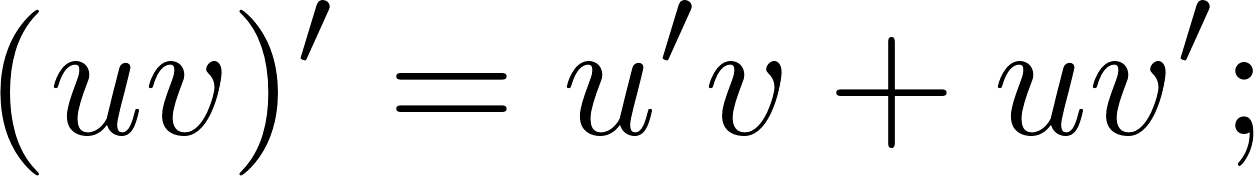 (uv)′ = u′v + uv′;